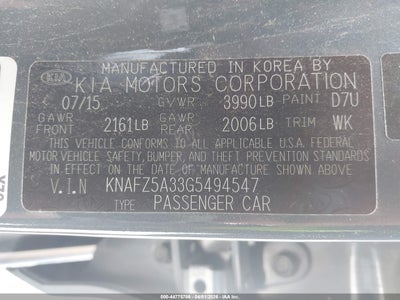 MANUFACTURED IN KOREA BY
KIA KIA MOTORS CORPORATION
07/15 GVWR 3990LB PAINT D7U
GAWR FRONT 2161LB GAWR REAR 2006LB TRIM WK
THIS VEHICLE CONFORMS TO ALL APPLICABLE U.S.A. FEDERAL
MOTOR VEHICLE SAFETY, BUMPER, AND THEFT PREVENTION
STANDARDS IN EFFECT ON THE DATE OF MANUFACTURE SHOWN ABOVE.
V.I.N KNAFZ5A33G5494547
TYPE PASSENGER CAR